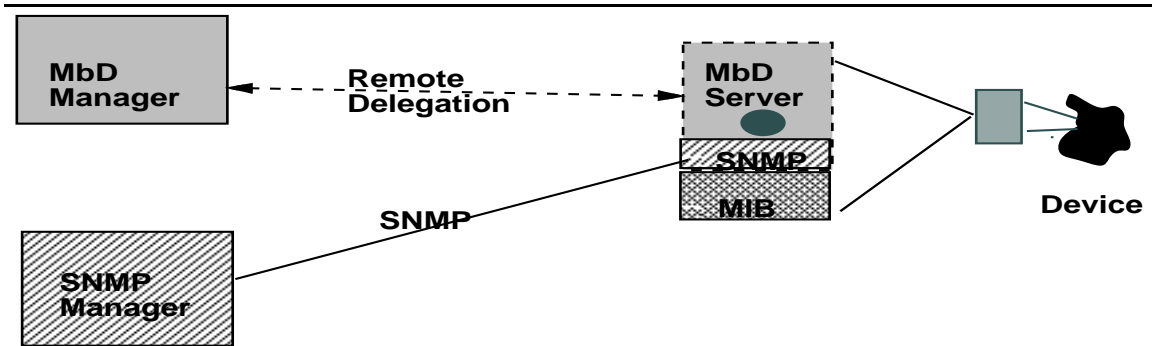 MbD
Manager
Remote
Delegation
MbD
Server
SNMP
MIB
Device
SNMP
SNMP
Manager